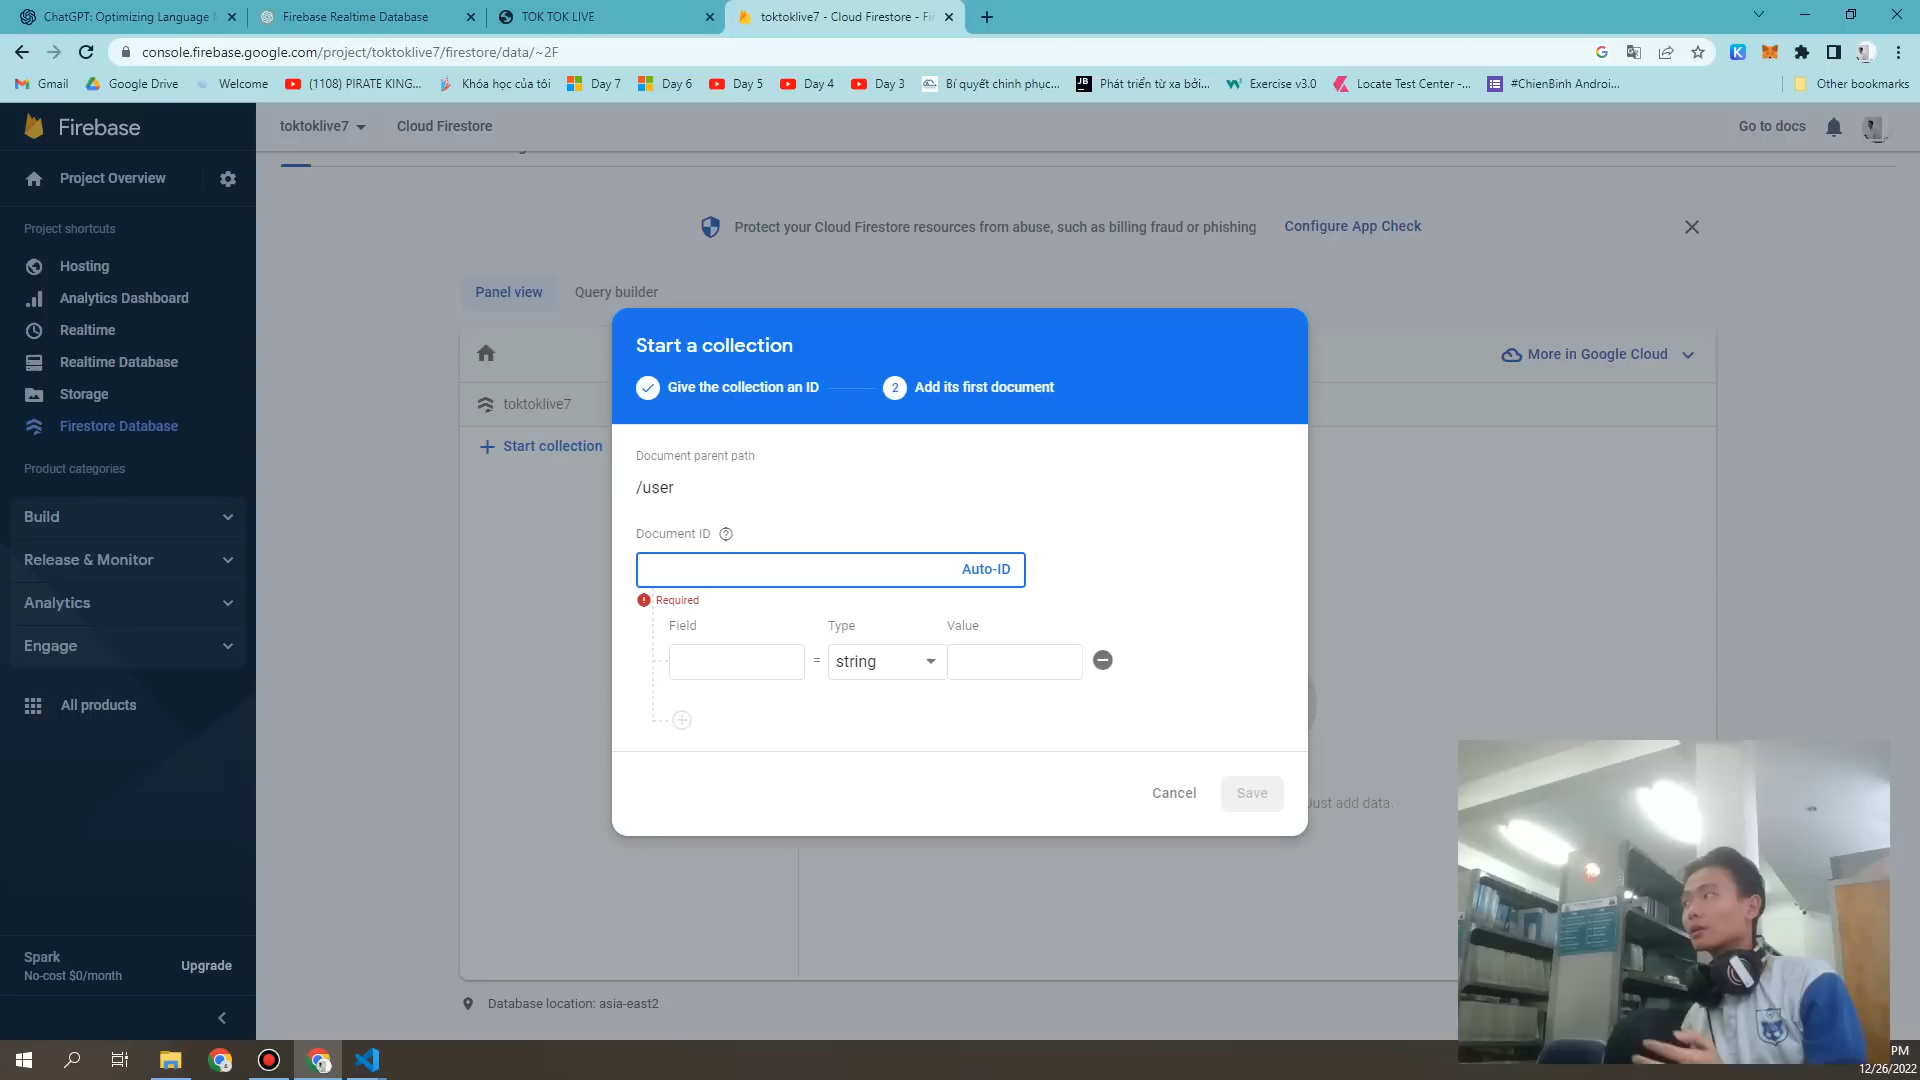 ChatGPT: Optimizing Language
Firebase Realtime Database
TOK TOK LIVE
toktoklive7 - Cloud Firestore - Fi
console.firebase.google.com/project/toktoklive7/firestore/data/~2F
Gmail
Google Drive
Welcome
(1108) PIRATE KING...
Khóa học của tôi
Day 7
Day 6
Day 5
Day 4
Day 3
Bí quyết chinh phục...
Phát triển từ xa bởi...
Exercise v3.0
Locate Test Center -...
#ChienBinh Androi...
Other bookmarks
Firebase
toktoklive7
Cloud Firestore
Go to docs
Project Overview
Project shortcuts
Hosting
Analytics Dashboard
Realtime
Realtime Database
Storage
Firestore Database
Product categories
Build
Release & Monitor
Analytics
Engage
All products
Spark
No-cost $0/month
Upgrade
Protect your Cloud Firestore resources from abuse, such as billing fraud or phishing
Configure App Check
Panel view
Query builder
More in Google Cloud
toktoklive7
Start collection
Start a collection
Give the collection an ID
2
Add its first document
Document parent path
/user
Document ID
Auto-ID
Required
Field
Type
Value
=
string
Cancel
Save
Just add data.
Database location: asia-east2
PM
12/26/2022